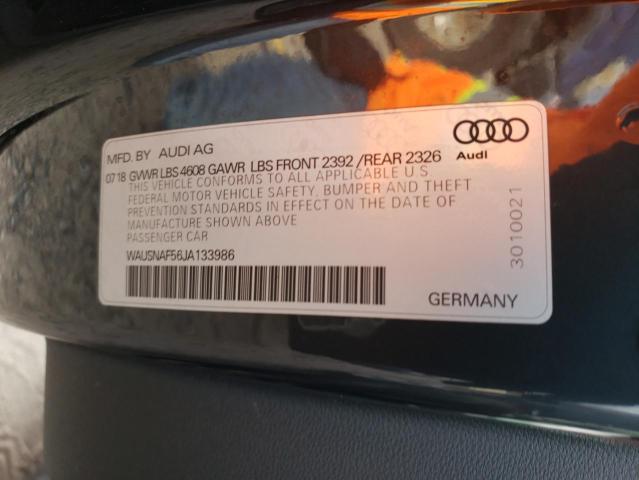 MFD. BY AUDI AG
0718 GVWR LBS 4608 GAWR LBS FRONT 2392 /REAR 2326
THIS VEHICLE CONFORMS TO ALL APPLICABLE U S
FEDERAL MOTOR VEHICLE SAFETY, BUMPER AND THEFT
PREVENTION STANDARDS IN EFFECT ON THE DATE OF
MANUFACTURE SHOWN ABOVE
PASSENGER CAR
WAUSNAF56JA133986
Audi
3010021
GERMANY